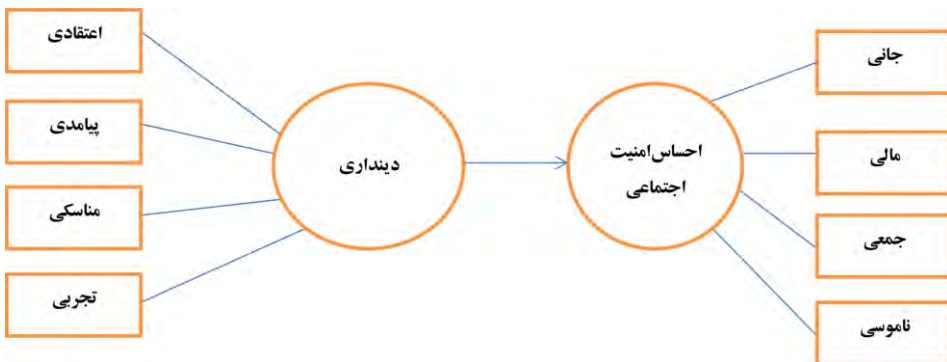 اعتقادی
پیامدی
مناسکی
تجربی
دینداری
احساس‌امنیت
اجتماعی
جانی
مالی
جمعی
ناموسی